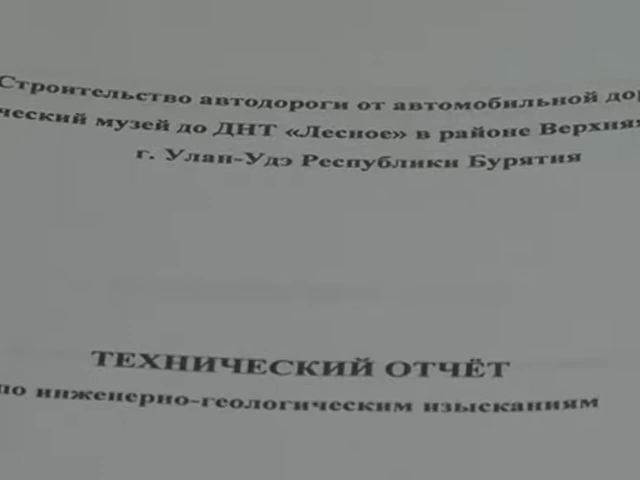 Строительство автодороги от автомобильной
музей до ДНТ «Лесное» в районе
г. Улан-Удэ Республики Бурятия
ТЕХНИЧЕСКИЙ ОТЧЁТ
по инженерно-геологическим изысканиям